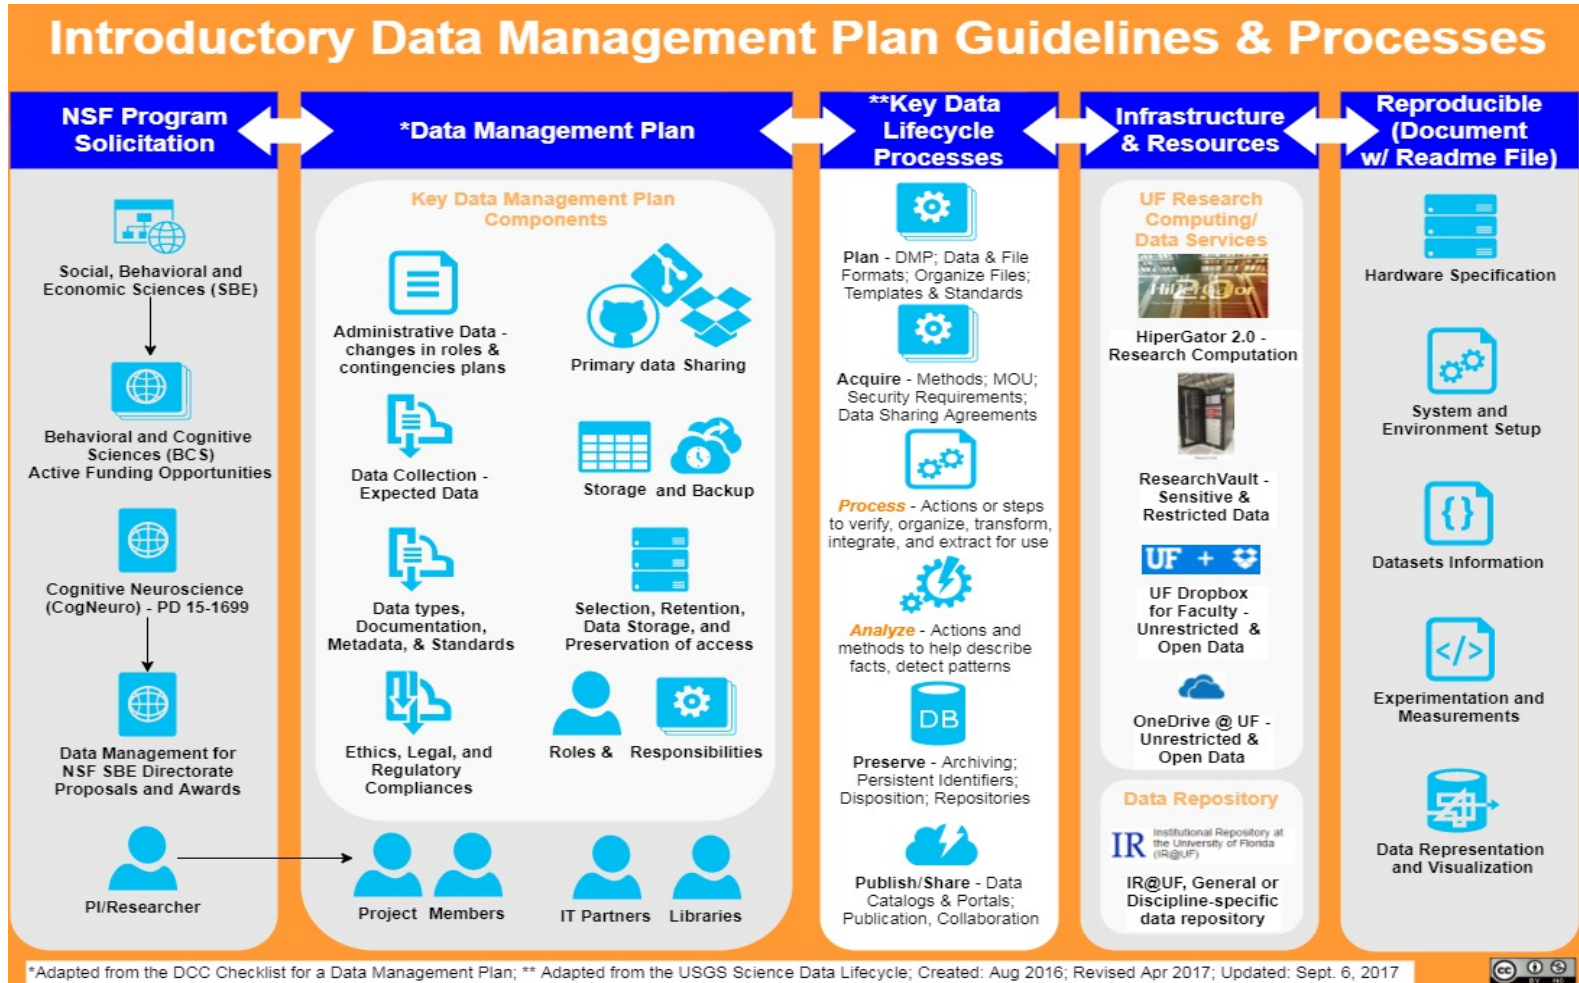 Introductory Data Management Plan Guidelines & Processes
NSF Program
Solicitation
Social, Behavioral and
Economic Sciences (SBE)
Behavioral and Cognitive
Sciences (BCS)
Active Funding Opportunities
Cognitive Neuroscience
(CogNeuro) - PD 15-1699
Data Management for
NSF SBE Directorate
Proposals and Awards
PI/Researcher
*Data Management Plan
Key Data Management Plan
Components
Administrative Data -
changes in roles &
contingencies plans
Primary data Sharing
Data Collection -
Expected Data
Storage and Backup
Data types,
Documentation,
Metadata, & Standards
Selection, Retention,
Data Storage, and
Preservation of access
Ethics, Legal, and
Regulatory
Compliances
Roles & Responsibilities
Project Members
IT Partners
Libraries
**Key Data
Lifecycle
Processes
Plan - DMP; Data & File
Formats; Organize Files;
Templates & Standards
Acquire - Methods; MOU;
Security Requirements;
Data Sharing Agreements
Process - Actions or steps
to verify, organize, transform,
integrate, and extract for use
Analyze - Actions and
methods to help describe
facts, detect patterns
DB
Preserve - Archiving;
Persistent Identifiers;
Disposition; Repositories
Publish/Share - Data
Catalogs & Portals;
Publication, Collaboration
Infrastructure
& Resources
UF Research
Computing/
Data Services
HiPerGator
2.0
HiperGator 2.0 -
Research Computation
ResearchVault -
Sensitive &
Restricted Data
UF +
UF Dropbox
for Faculty -
Unrestricted &
Open Data
OneDrive @ UF -
Unrestricted &
Open Data
Data Repository
IR
Institutional Repository at
the University of Florida
(IR@UF)
IR@UF, General or
Discipline-specific
data repository
Reproducible
(Document
w/ Readme File)
Hardware Specification
System and
Environment Setup
{}
Datasets Information
</>
Experimentation and
Measurements
Data Representation
and Visualization
*Adapted from the DCC Checklist for a Data Management Plan; ** Adapted from the USGS Science Data Lifecycle; Created: Aug 2016; Revised Apr 2017; Updated: Sept. 6, 2017
cc
BY